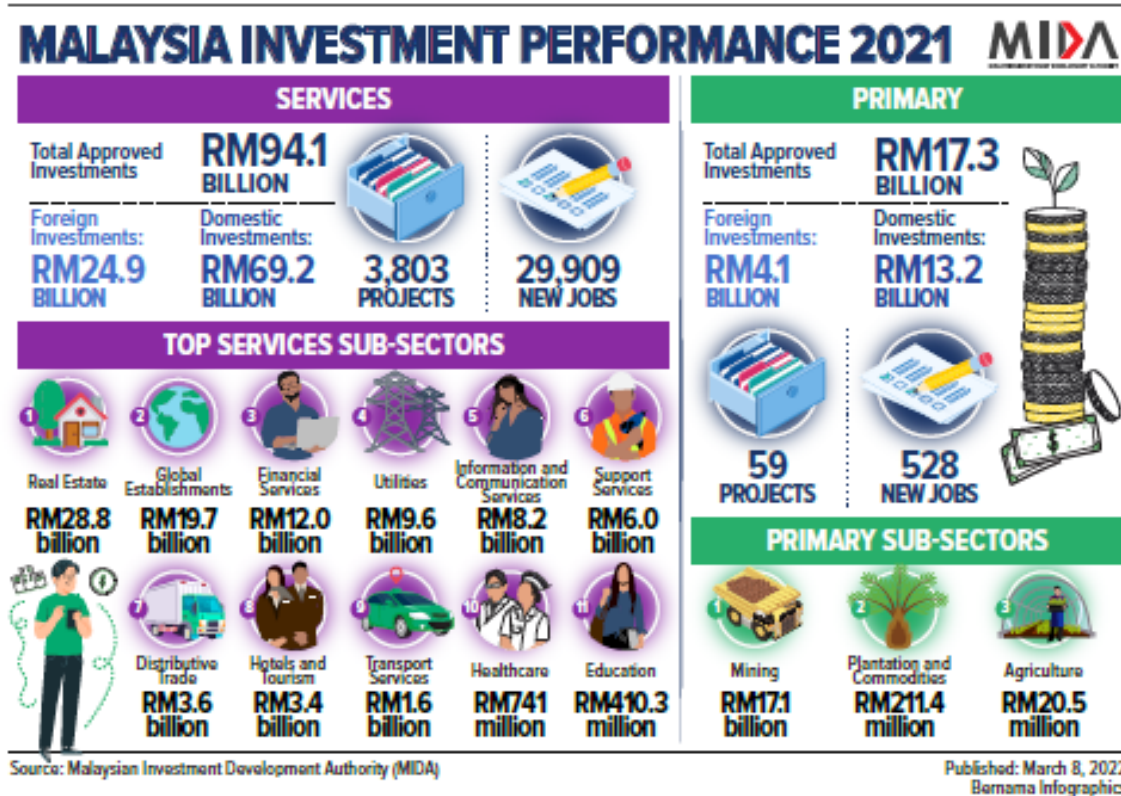 MALAYSIA INVESTMENT PERFORMANCE 2021
MIDA
SERVICES
Total Approved
Investments
RM94.1
BILLION
Foreign
Investments:
RM24.9
BILLION
Domestic
Investments:
RM69.2
BILLION
3,803
PROJECTS
29,909
NEW JOBS
TOP SERVICES SUB-SECTORS
1
Real Estate
RM28.8
billion
2
Global
Establishments
RM19.7
billion
3
Financial
Services
RM12.0
billion
4
Utilities
RM9.6
billion
5
Information and
Communication
Services
RM8.2
billion
6
Support
Services
RM6.0
billion
7
Distributive
Trade
RM3.6
billion
8
Hotels and
Tourism
RM3.4
billion
9
Transport
Services
RM1.6
billion
10
Healthcare
RM741
million
11
Education
RM410.3
million
PRIMARY
Total Approved
Investments
RM17.3
BILLION
Foreign
Investments:
RM4.1
BILLION
Domestic
Investments:
RM13.2
BILLION
59
PROJECTS
528
NEW JOBS
PRIMARY SUB-SECTORS
1
Mining
RM17.1
billion
2
Plantation and
Commodities
RM211.4
million
3
Agriculture
RM20.5
million
Source: Malaysian Investment Development Authority (MIDA)
Published: March 8, 2022
Bernama Infographics